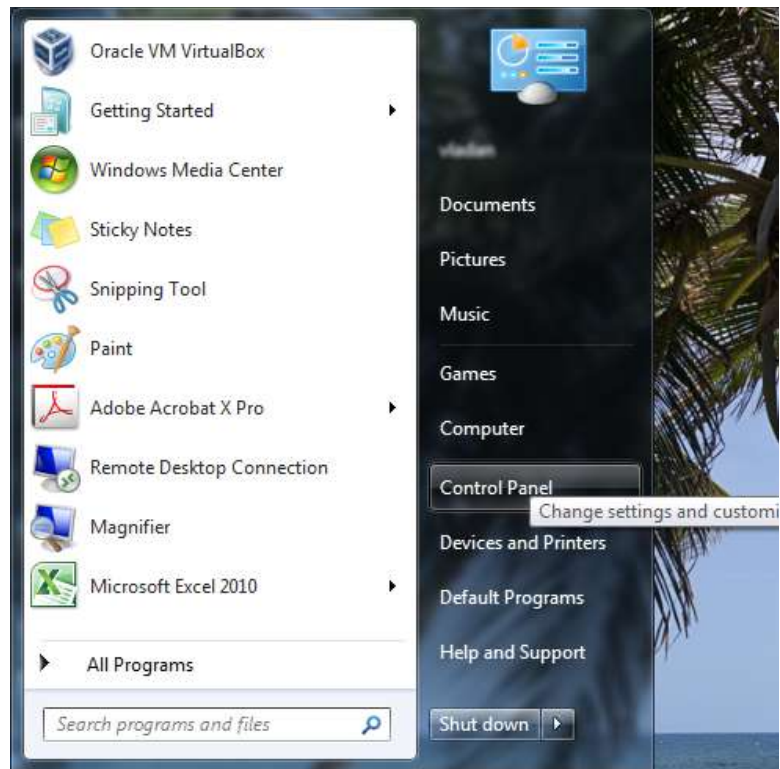 Oracle VM VirtualBox
Getting Started
Windows Media Center
Sticky Notes
Snipping Tool
Paint
Adobe Acrobat X Pro
Remote Desktop Connection
Magnifier
Microsoft Excel 2010
All Programs
Search programs and files
vladan
Documents
Pictures
Music
Games
Computer
Control Panel
Change settings and customi
Devices and Printers
Default Programs
Help and Support
Shut down